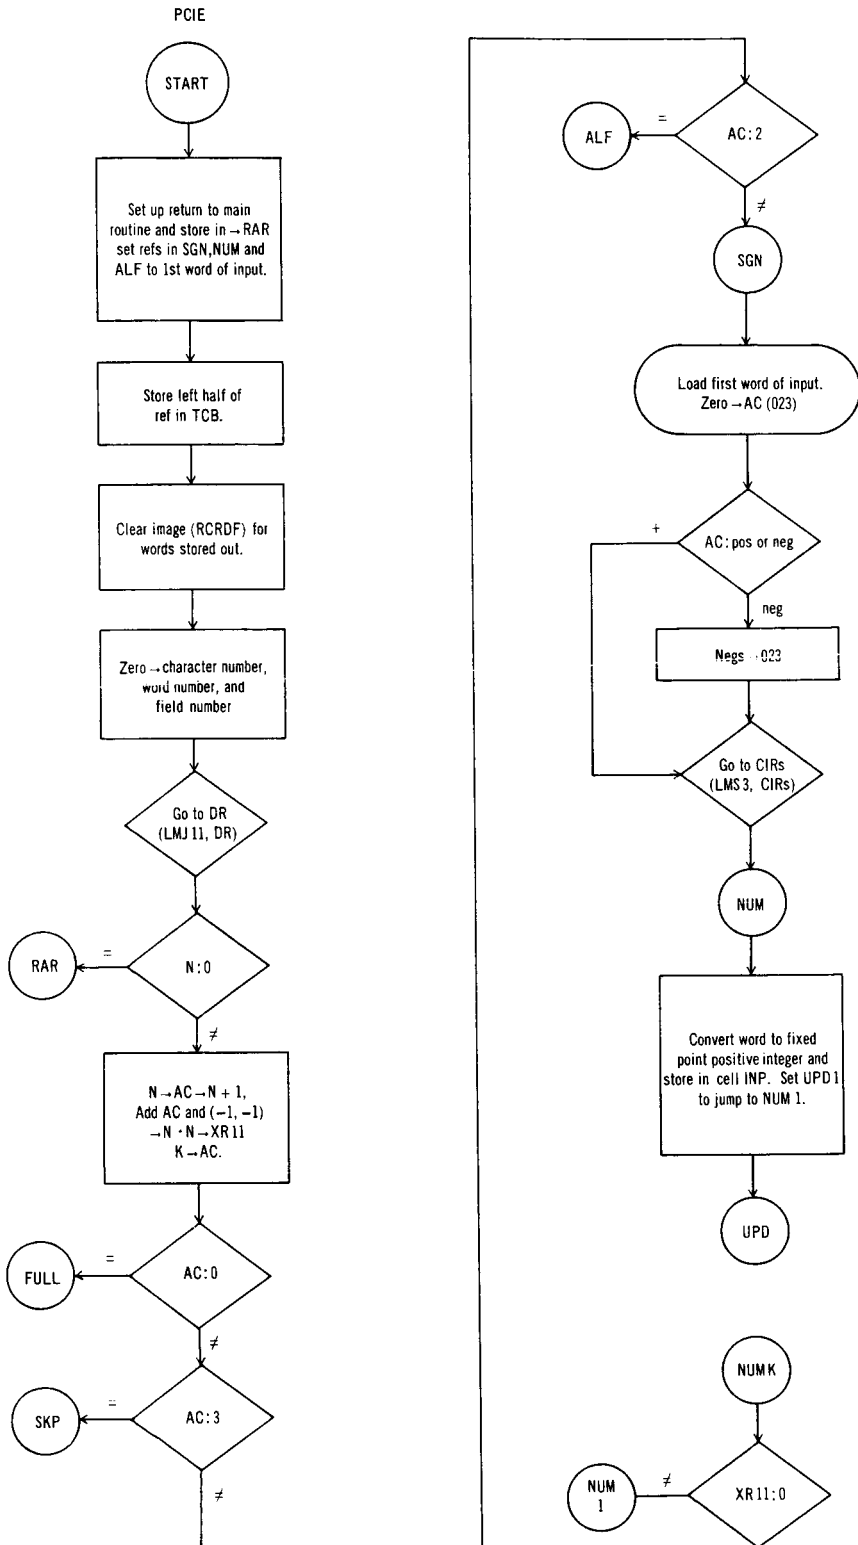 PCIE
START
Set up return to main
routine and store in → RAR
set refs in SGN, NUM and
ALF to 1st word of input.
Store left half of
ref in TCB.
Clear image (RCRDF) for
words stored out.
Zero → character number,
word number, and
field number
Go to DR
(LMJ 11, DR)
N:0
=
RAR
≠
N → AC → N + 1,
Add AC and (−1, −1)
→ N · N → XR 11
K → AC.
AC:0
=
FULL
≠
AC:3
=
SKP
≠
AC:2
=
ALF
≠
SGN
Load first word of input.
Zero → AC (023)
AC: pos or neg
+
neg
Negs → 023
Go to CIRs
(LMS 3, CIRs)
NUM
Convert word to fixed
point positive integer and
store in cell INP. Set UPD 1
to jump to NUM 1.
UPD
NUMK
XR 11:0
≠
NUM
1